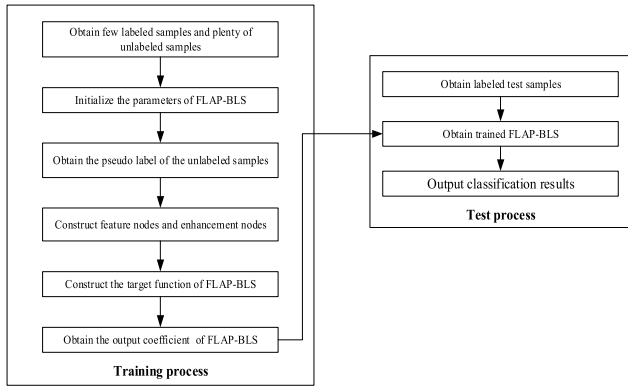 Obtain few labeled samples and plenty of
unlabeled samples
Initialize the parameters of FLAP-BLS
Obtain the pseudo label of the unlabeled samples
Construct feature nodes and enhancement nodes
Construct the target function of FLAP-BLS
Obtain the output coefficient of FLAP-BLS
Training process
Obtain labeled test samples
Obtain trained FLAP-BLS
Output classification results
Test process